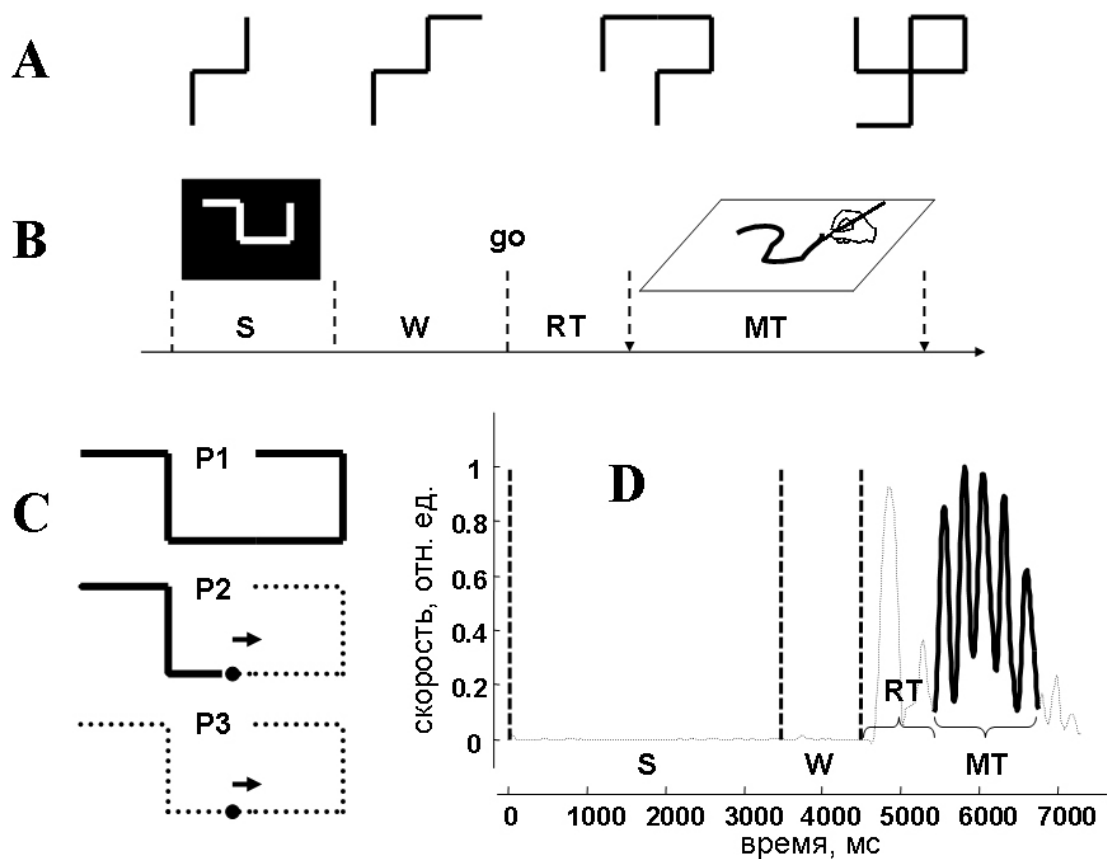 A
B
go
S W RT MT
C
P1
P2
P3
D
скорость, отн. ед.
1
0.8
0.6
0.4
0.2
0
RT
S W MT
0 1000 2000 3000 4000 5000 6000 7000
время, мс